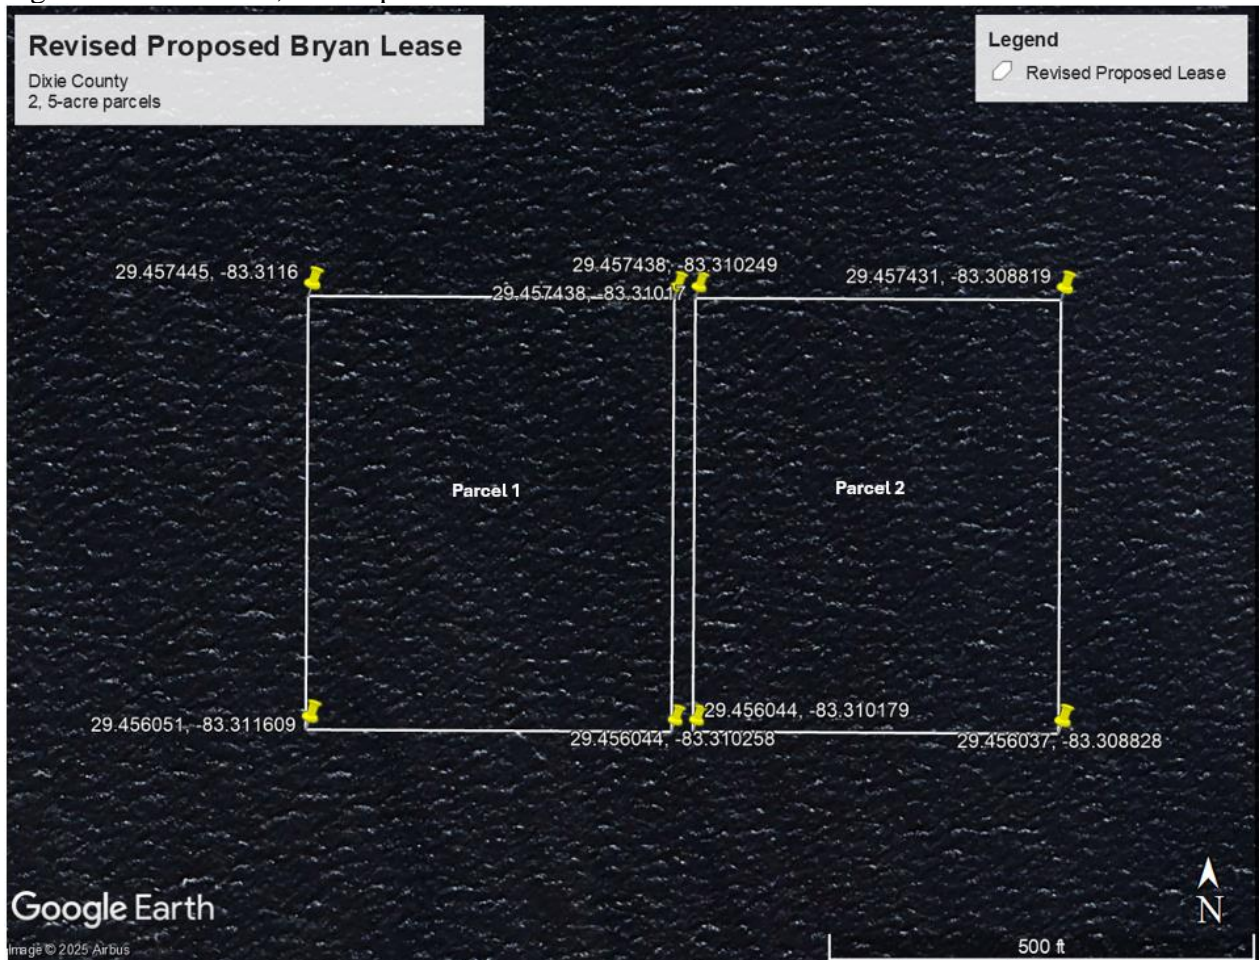 Revised Proposed Bryan Lease
Dixie County
2, 5-acre parcels
Legend
Revised Proposed Lease
29.457445, -83.3116
29.457438, -83.310249
29.457438, -83.31017
29.457431, -83.308819
Parcel 1
Parcel 2
29.456051, -83.311609
29.456044, -83.310179
29.456044, -83.310258
29.456037, -83.308828
Google Earth
Image © 2025 Airbus
N
500 ft